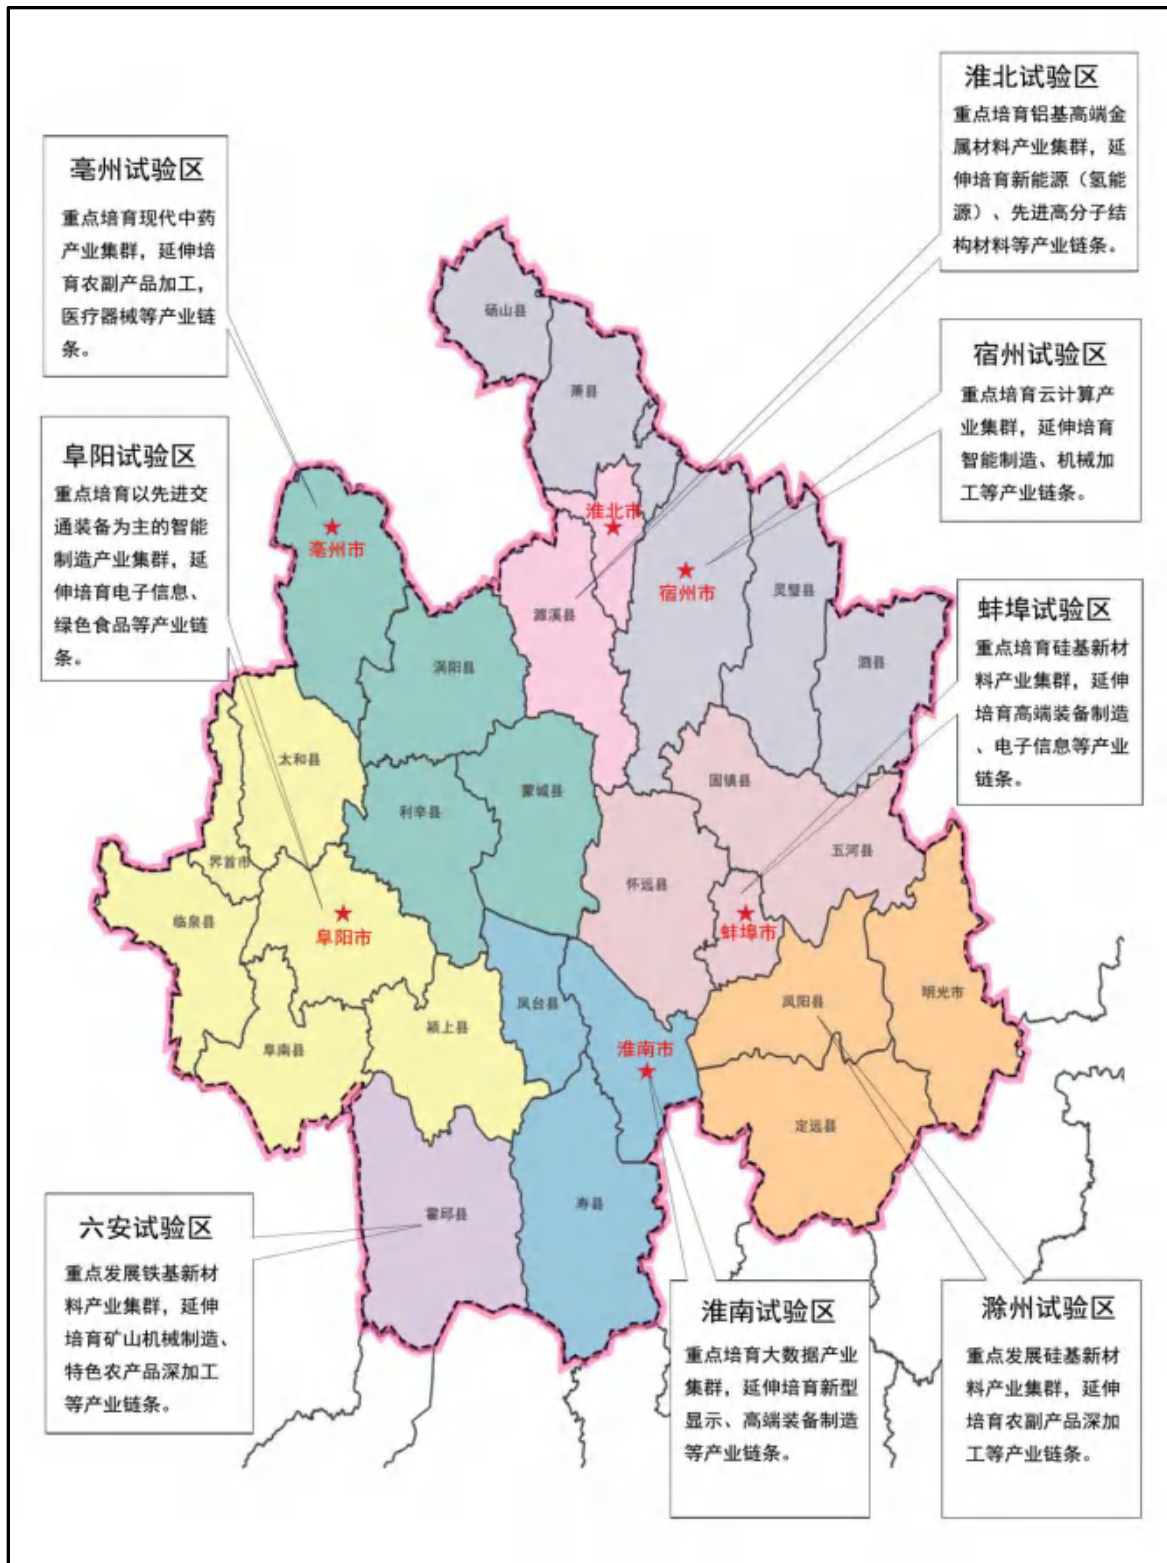 淮北试验区
重点培育铝基高端金
属材料产业集群，延
伸培育新能源（氢能
源）、先进高分子结
构材料等产业链条。
亳州试验区
重点培育现代中药
产业集群，延伸培
育农副产品加工，
医疗器械等产业链
条。
宿州试验区
重点培育云计算产
业集群，延伸培育
智能制造、机械加
工等产业链条。
阜阳试验区
重点培育以先进交
通装备为主的智能
制造产业集群，延
伸培育电子信息、
绿色食品等产业链
条。
蚌埠试验区
重点培育硅基新材
料产业集群，延伸
培育高端装备制造
、电子信息等产业
链条。
砀山县
萧县
淮北市
亳州市
宿州市
灵璧县
濉溪县
泗县
涡阳县
太和县
固镇县
蒙城县
利辛县
五河县
界首市
怀远县
临泉县
阜阳市
蚌埠市
明光市
凤台县
凤阳县
颍上县
阜南县
淮南市
定远县
寿县
霍邱县
六安试验区
重点发展铁基新材
料产业集群，延伸
培育矿山机械制造、
特色农产品深加工
等产业链条。
淮南试验区
重点培育大数据产业
集群，延伸培育新型
显示、高端装备制造
等产业链条。
滁州试验区
重点发展硅基新材
料产业集群，延伸
培育农副产品深加
工等产业链条。